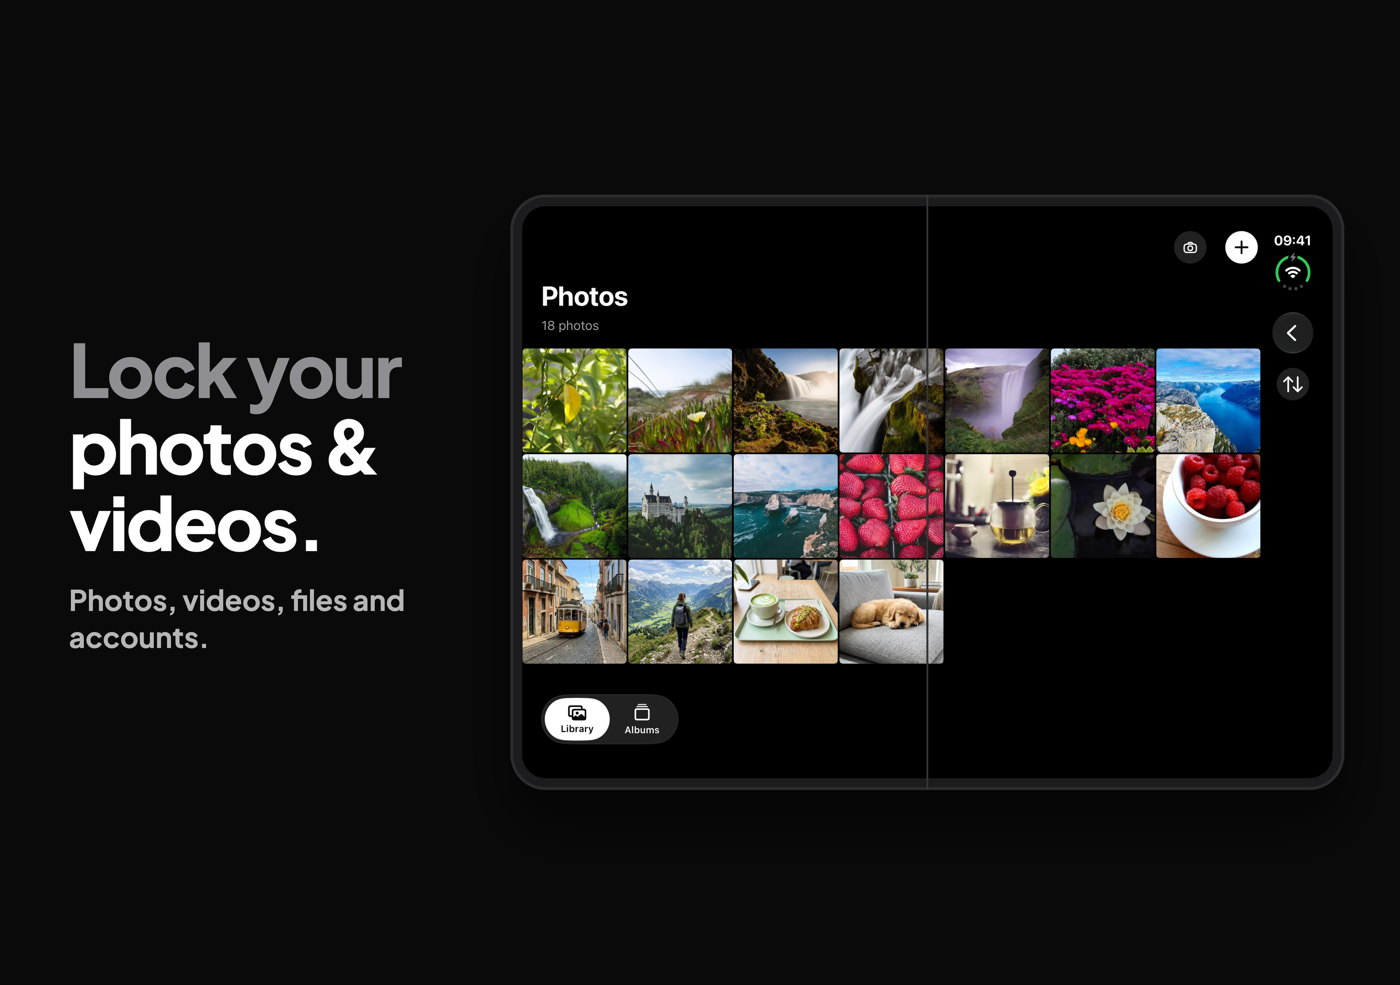 Lock your
photos &
videos.
Photos, videos, files and
accounts.
09:41
Photos
18 photos
Library
Albums